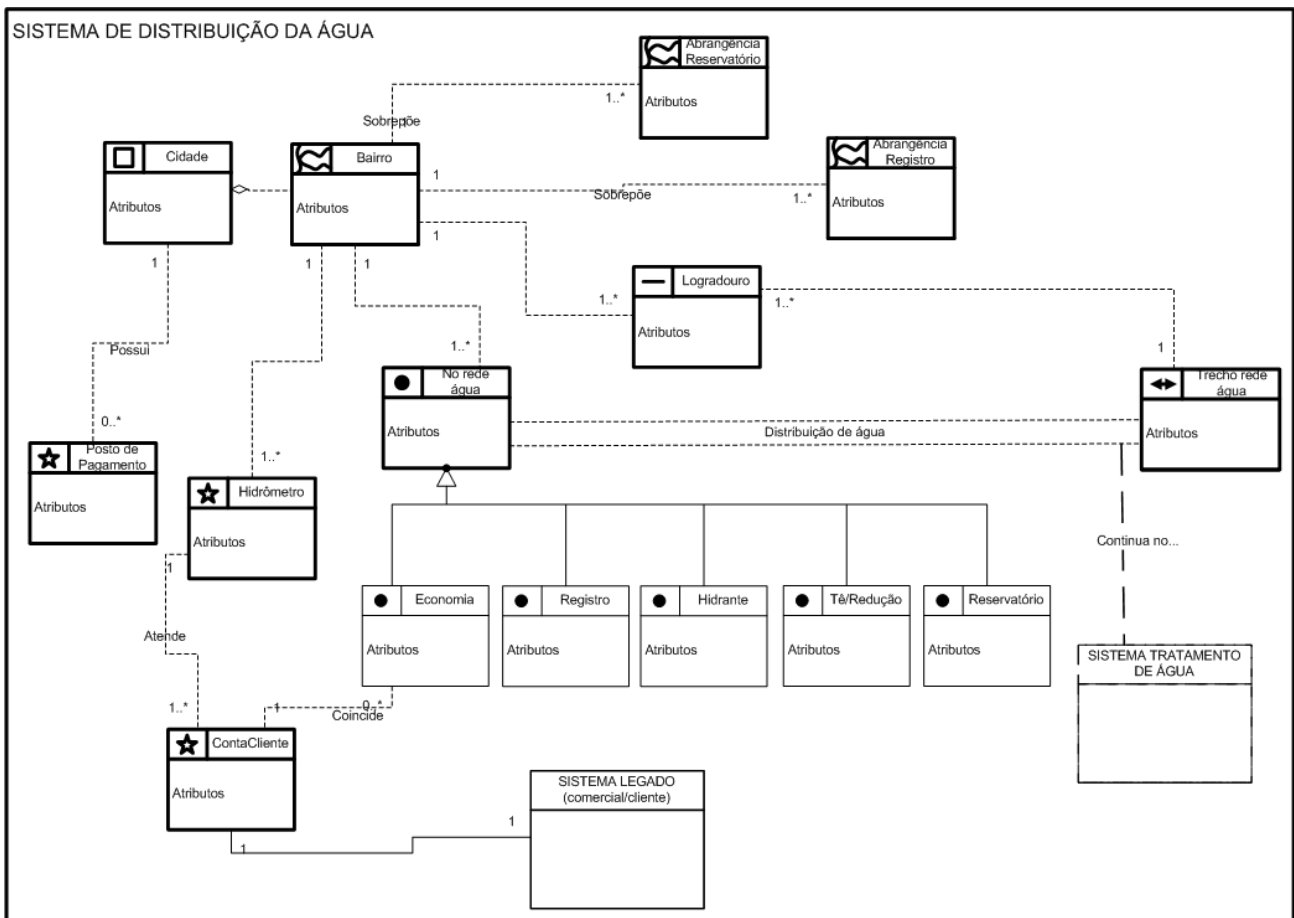 SISTEMA DE DISTRIBUIÇÃO DA ÁGUA
Abrangência
Reservatório
Atributos
1..*
1
Sobrepõe
Cidade
Atributos
Bairro
Atributos
Abrangência
Registro
Atributos
1
Sobrepõe
1..*
1
1
1
1
Logradouro
Atributos
1..*
1..*
Possui
1..*
1
No rede
água
Atributos
Trecho rede
água
Atributos
Distribuição de água
0..*
Posto de
Pagamento
Atributos
1..*
Hidrômetro
Atributos
Continua no...
1
Economia
Atributos
Registro
Atributos
Hidrante
Atributos
Tê/Redução
Atributos
Reservatório
Atributos
Atende
SISTEMA TRATAMENTO
DE ÁGUA
1..*
1
0..*
Coincide
ContaCliente
Atributos
SISTEMA LEGADO
(comercial/cliente)
1
1